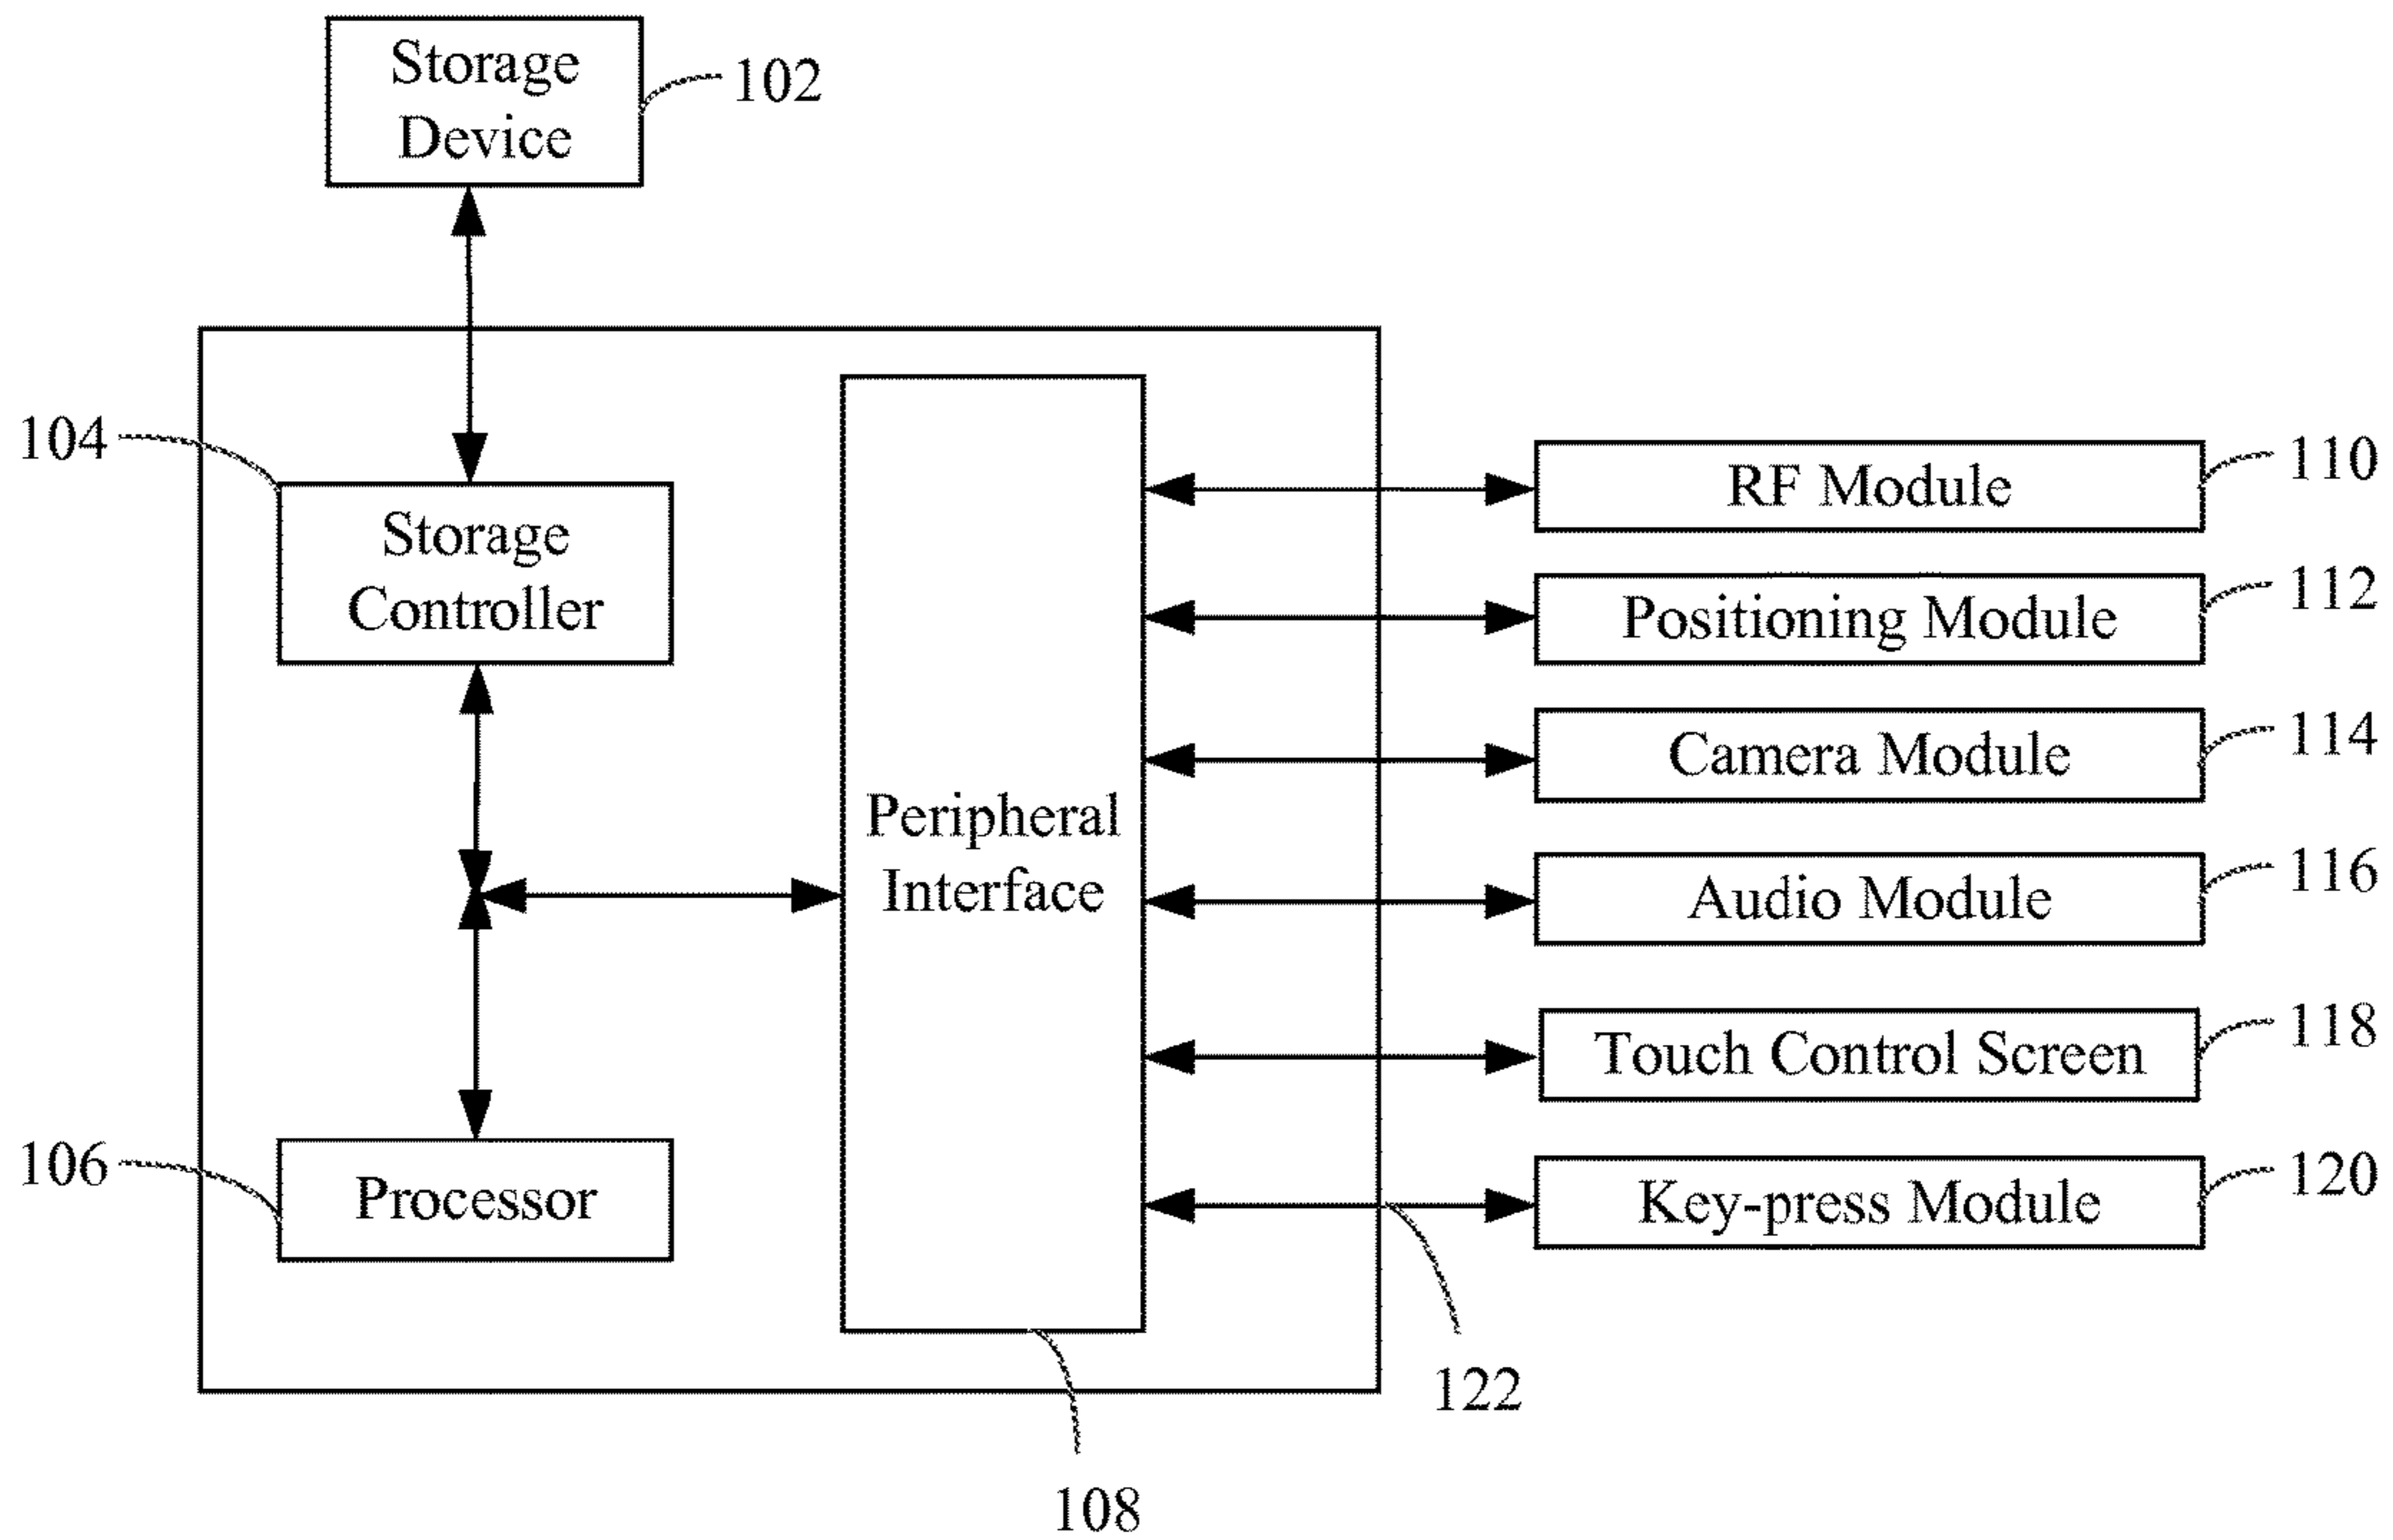 Storage
Device
102
104
Storage
Controller
Peripheral
Interface
106
Processor
RF Module
110
Positioning Module
112
Camera Module
114
Audio Module
116
Touch Control Screen
118
Key-press Module
120
122
108